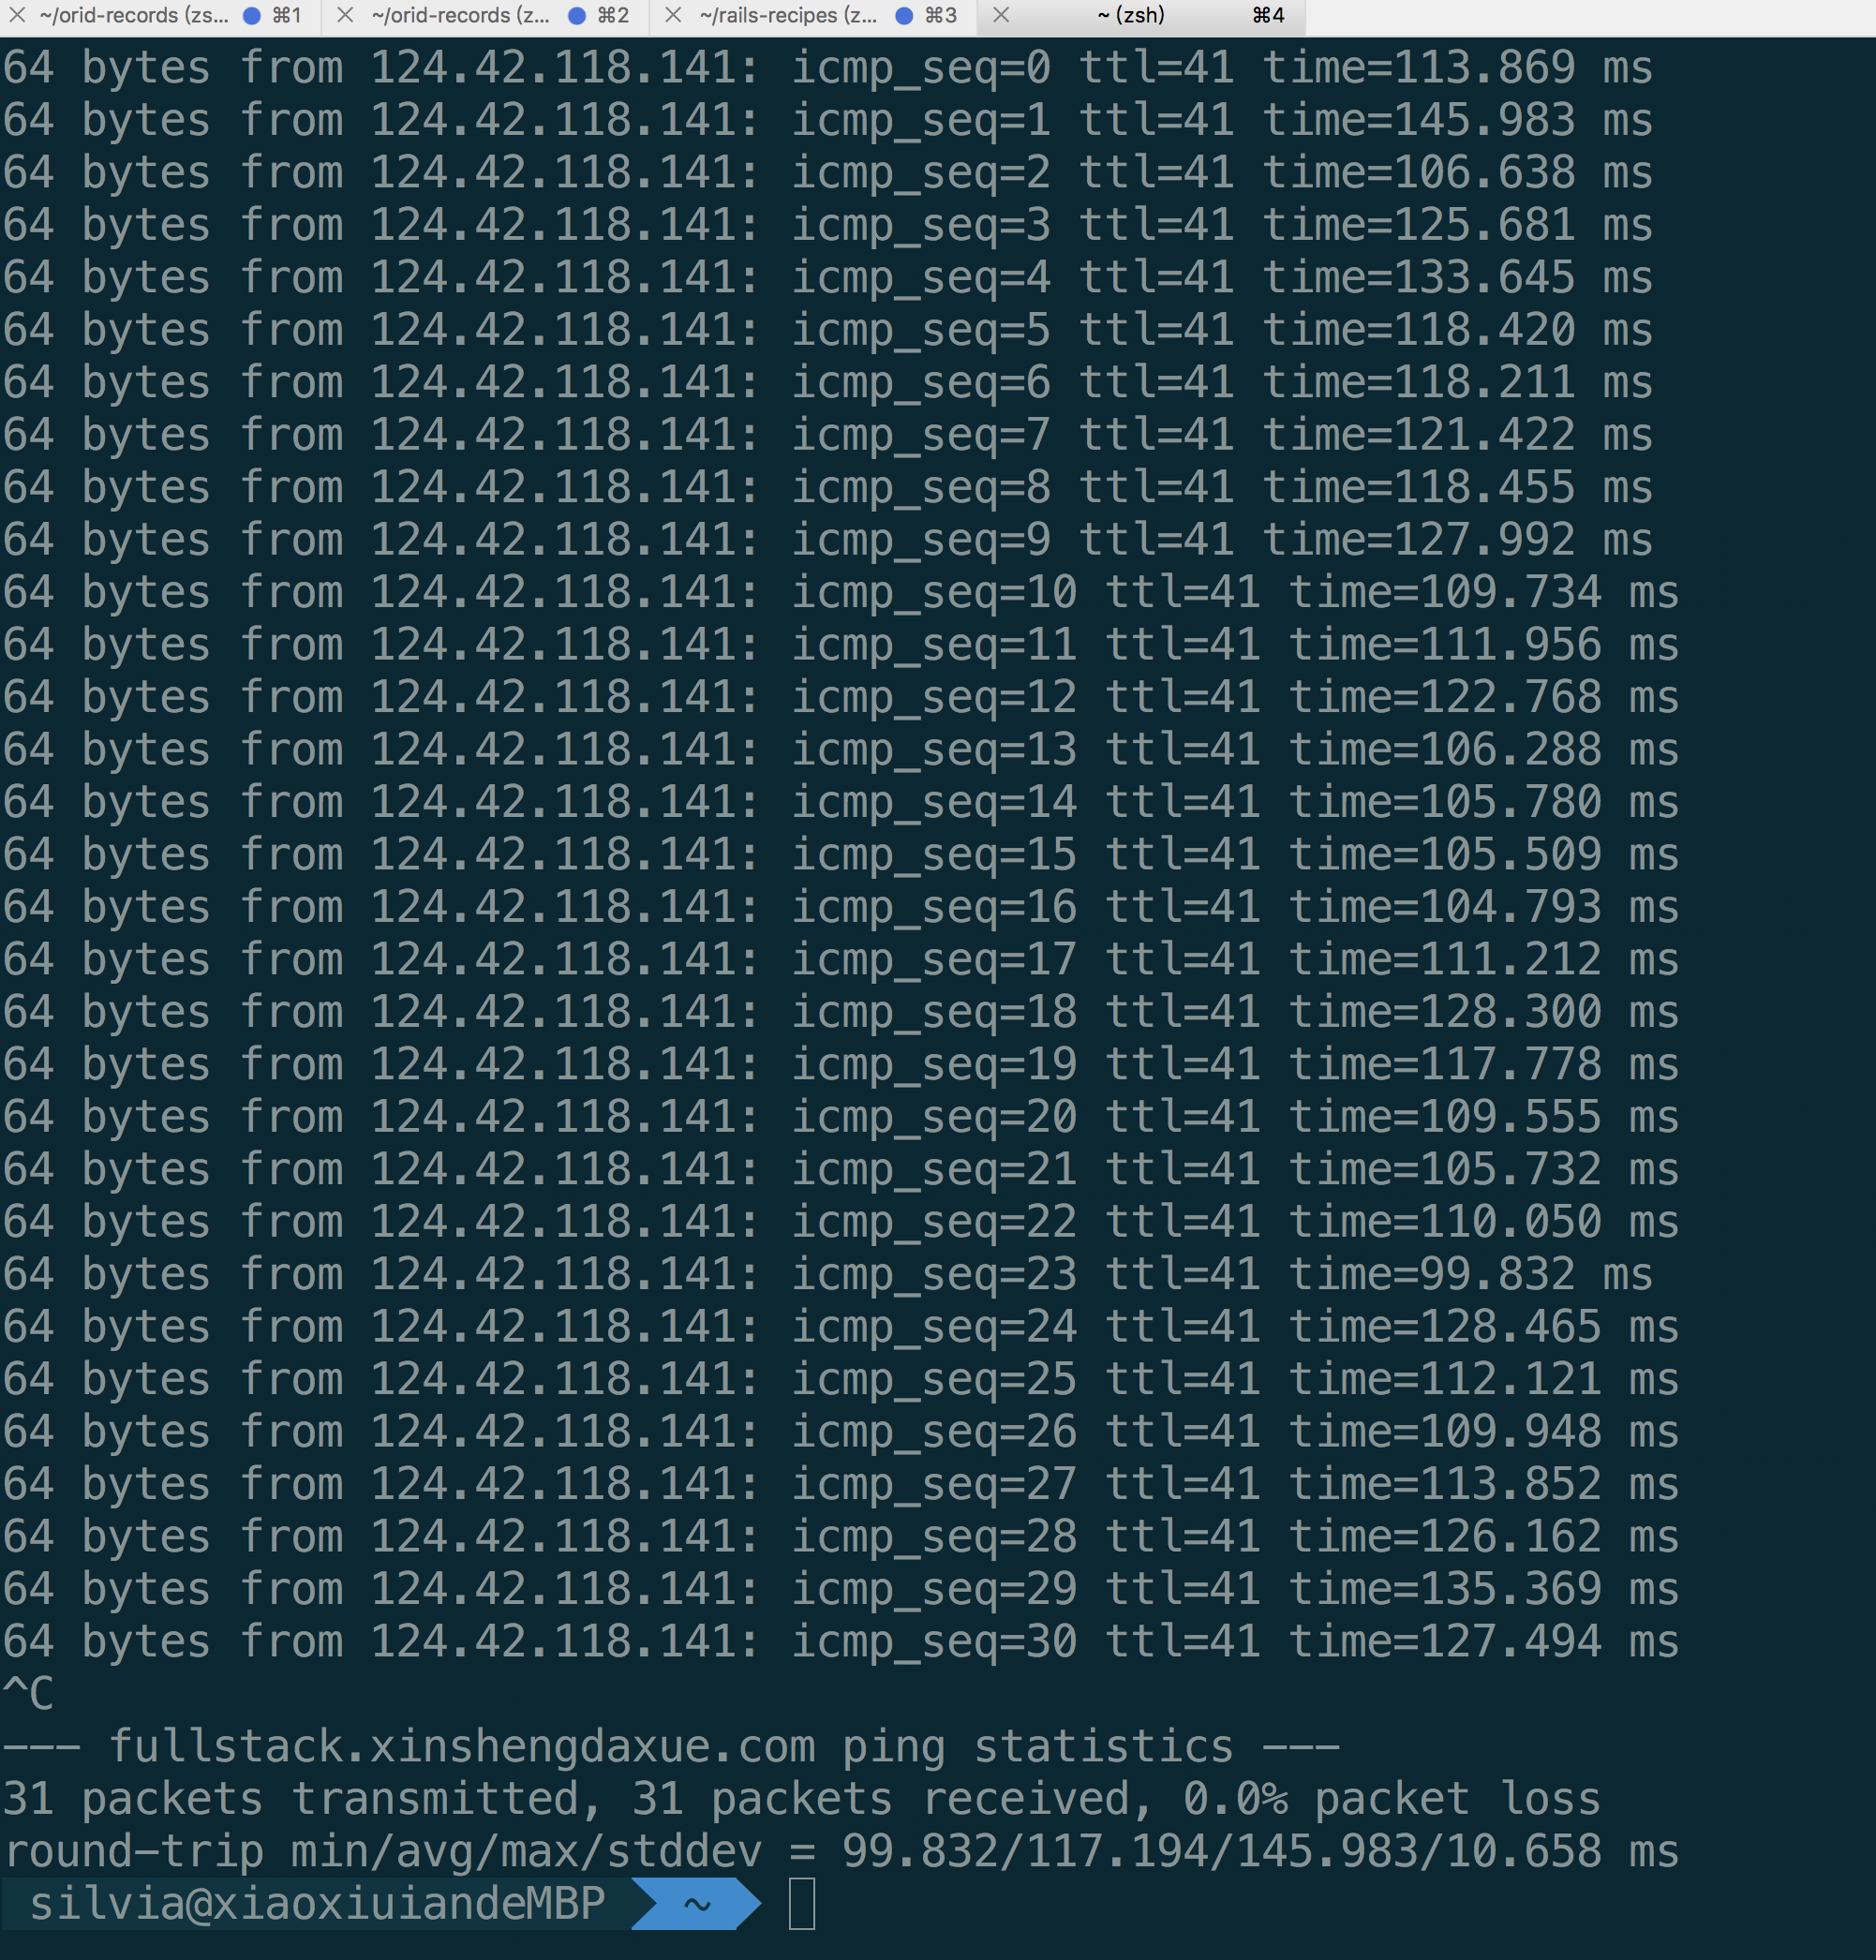 ~/orid-records (zs... ⌘1 ~/orid-records (z... ⌘2 ~/rails-recipes (z... ⌘3 ~ (zsh) ⌘4
64 bytes from 124.42.118.141: icmp_seq=0 ttl=41 time=113.869 ms
64 bytes from 124.42.118.141: icmp_seq=1 ttl=41 time=145.983 ms
64 bytes from 124.42.118.141: icmp_seq=2 ttl=41 time=106.638 ms
64 bytes from 124.42.118.141: icmp_seq=3 ttl=41 time=125.681 ms
64 bytes from 124.42.118.141: icmp_seq=4 ttl=41 time=133.645 ms
64 bytes from 124.42.118.141: icmp_seq=5 ttl=41 time=118.420 ms
64 bytes from 124.42.118.141: icmp_seq=6 ttl=41 time=118.211 ms
64 bytes from 124.42.118.141: icmp_seq=7 ttl=41 time=121.422 ms
64 bytes from 124.42.118.141: icmp_seq=8 ttl=41 time=118.455 ms
64 bytes from 124.42.118.141: icmp_seq=9 ttl=41 time=127.992 ms
64 bytes from 124.42.118.141: icmp_seq=10 ttl=41 time=109.734 ms
64 bytes from 124.42.118.141: icmp_seq=11 ttl=41 time=111.956 ms
64 bytes from 124.42.118.141: icmp_seq=12 ttl=41 time=122.768 ms
64 bytes from 124.42.118.141: icmp_seq=13 ttl=41 time=106.288 ms
64 bytes from 124.42.118.141: icmp_seq=14 ttl=41 time=105.780 ms
64 bytes from 124.42.118.141: icmp_seq=15 ttl=41 time=105.509 ms
64 bytes from 124.42.118.141: icmp_seq=16 ttl=41 time=104.793 ms
64 bytes from 124.42.118.141: icmp_seq=17 ttl=41 time=111.212 ms
64 bytes from 124.42.118.141: icmp_seq=18 ttl=41 time=128.300 ms
64 bytes from 124.42.118.141: icmp_seq=19 ttl=41 time=117.778 ms
64 bytes from 124.42.118.141: icmp_seq=20 ttl=41 time=109.555 ms
64 bytes from 124.42.118.141: icmp_seq=21 ttl=41 time=105.732 ms
64 bytes from 124.42.118.141: icmp_seq=22 ttl=41 time=110.050 ms
64 bytes from 124.42.118.141: icmp_seq=23 ttl=41 time=99.832 ms
64 bytes from 124.42.118.141: icmp_seq=24 ttl=41 time=128.465 ms
64 bytes from 124.42.118.141: icmp_seq=25 ttl=41 time=112.121 ms
64 bytes from 124.42.118.141: icmp_seq=26 ttl=41 time=109.948 ms
64 bytes from 124.42.118.141: icmp_seq=27 ttl=41 time=113.852 ms
64 bytes from 124.42.118.141: icmp_seq=28 ttl=41 time=126.162 ms
64 bytes from 124.42.118.141: icmp_seq=29 ttl=41 time=135.369 ms
64 bytes from 124.42.118.141: icmp_seq=30 ttl=41 time=127.494 ms
^C
--- fullstack.xinshengdaxue.com ping statistics ---
31 packets transmitted, 31 packets received, 0.0% packet loss
round-trip min/avg/max/stddev = 99.832/117.194/145.983/10.658 ms
silvia@xiaoxiuiandeMBP ~